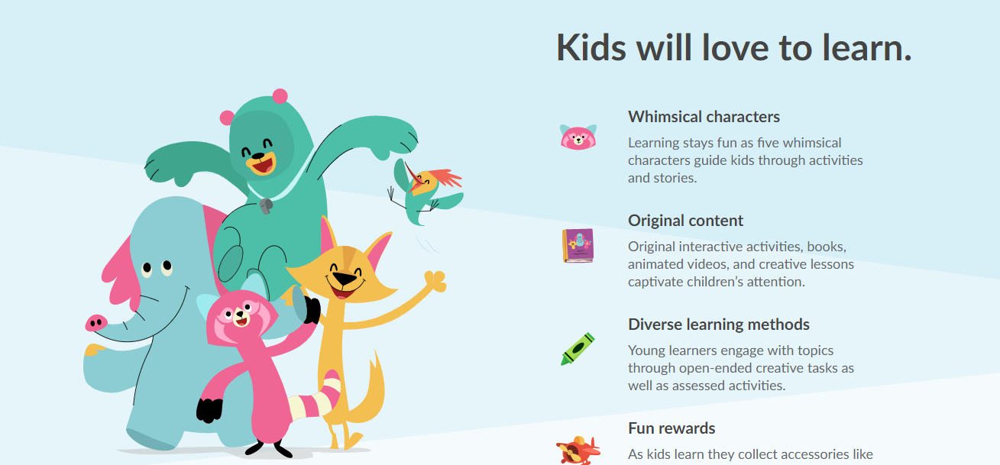 Kids will love to learn.
Whimsical characters
Learning stays fun as five whimsical
characters guide kids through activities
and stories.
Original content
Original interactive activities, books,
animated videos, and creative lessons
captivate children's attention.
Diverse learning methods
Young learners engage with topics
through open-ended creative tasks as
well as assessed activities.
Fun rewards
As kids learn they collect accessories like